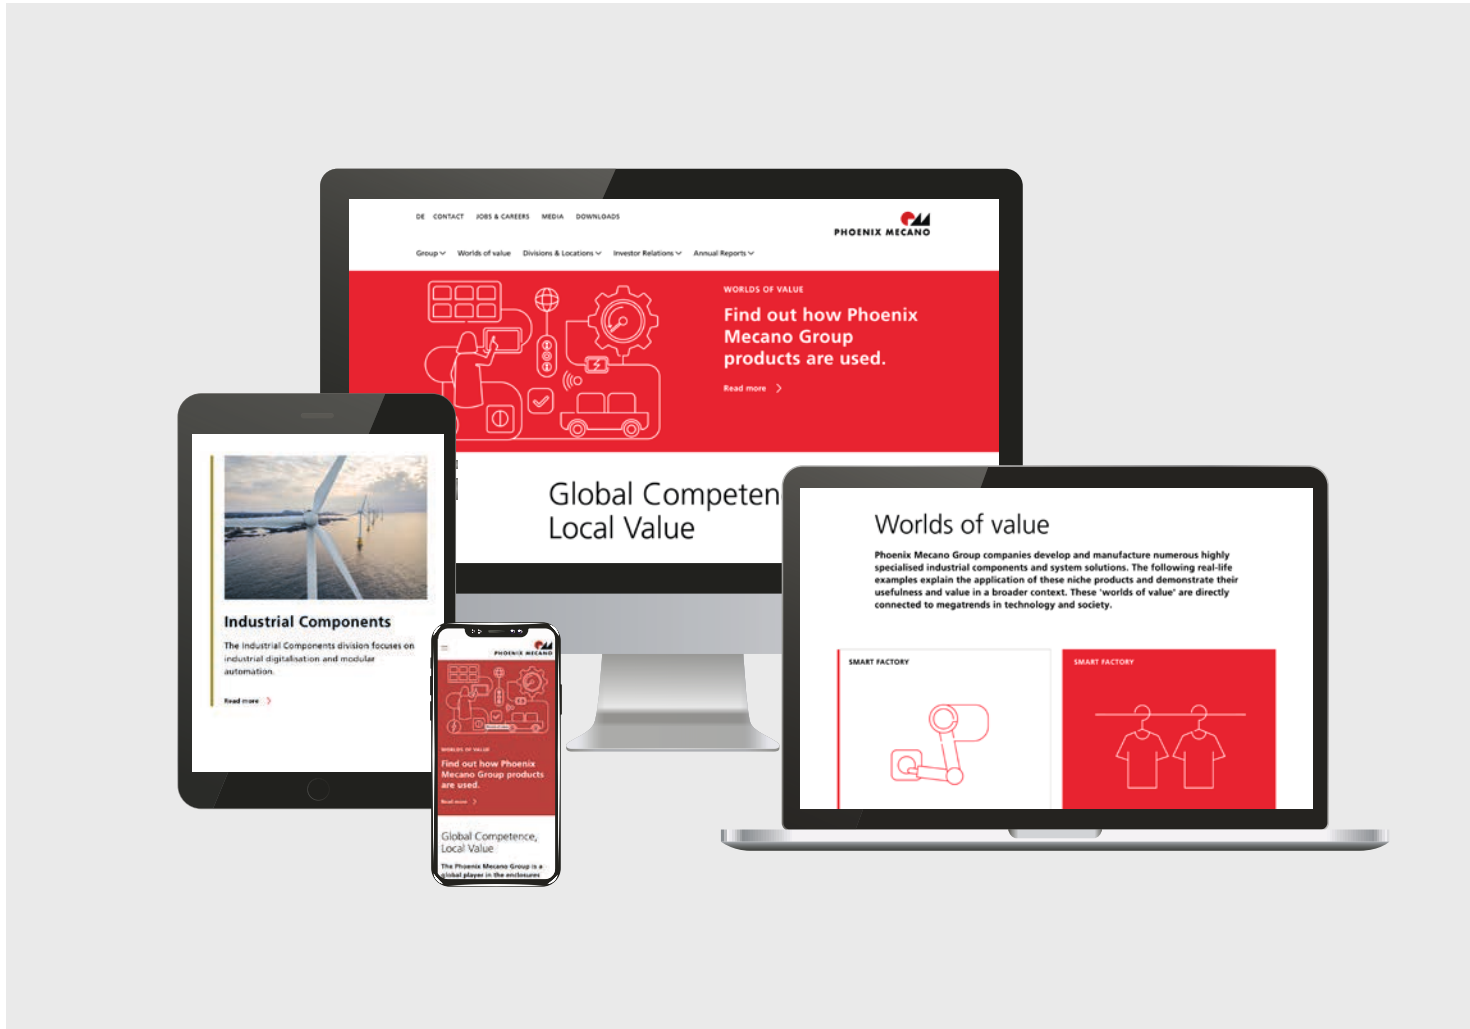 DE CONTACT JOBS & CAREERS MEDIA DOWNLOADS
PHOENIX MECANO
Group Worlds of value Divisions & Locations Investor Relations Annual Reports
WORLDS OF VALUE
Find out how Phoenix
Mecano Group
products are used.
Read more
Global Competen
Local Value
Industrial Components
The Industrial Components division focuses on
industrial digitalisation and modular
automation.
Read more
PHOENIX MECANO
WORLDS OF VALUE
Find out how Phoenix
Mecano Group products
are used.
Read more
Global Competence,
Local Value
The Phoenix Mecano Group is a
global player in the enclosures
Worlds of value
Phoenix Mecano Group companies develop and manufacture numerous highly
specialised industrial components and system solutions. The following real-life
examples explain the application of these niche products and demonstrate their
usefulness and value in a broader context. These 'worlds of value' are directly
connected to megatrends in technology and society.
SMART FACTORY
SMART FACTORY